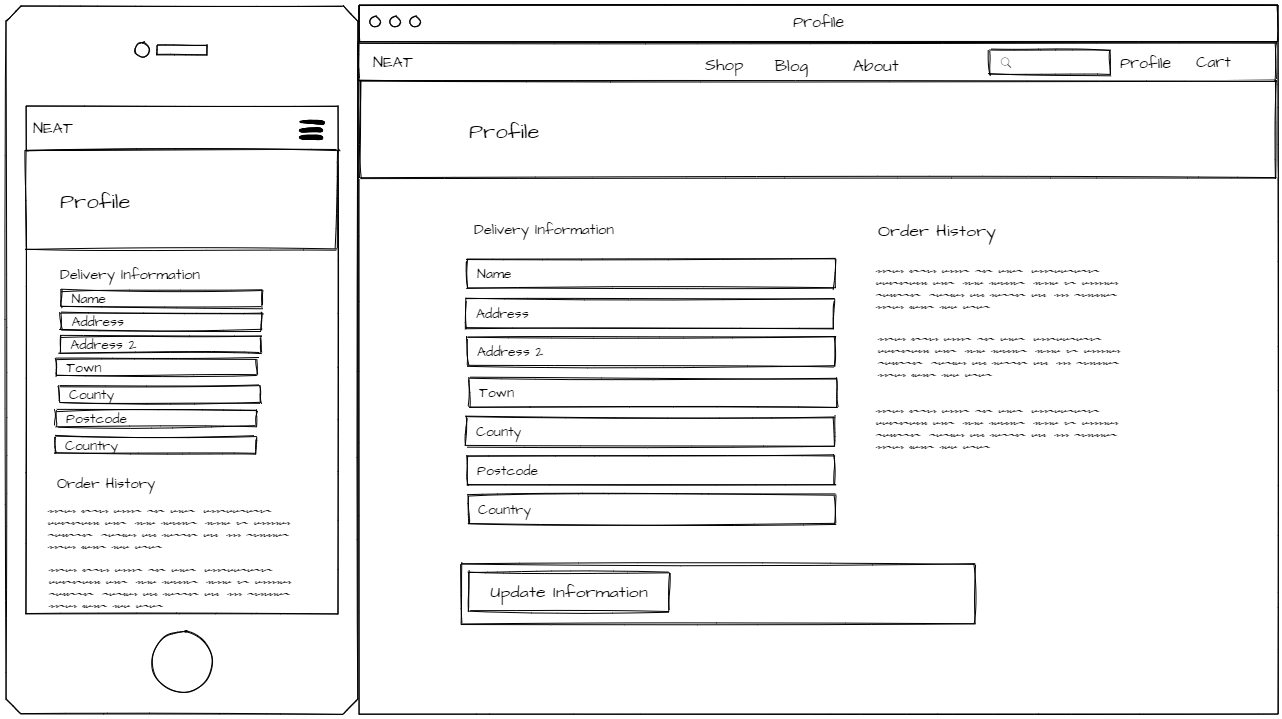 NEAT
Profile
Delivery Information
Name
Address
Address 2
Town
County
Postcode
Country
Order History
Profile
NEAT
Shop
Blog
About
Profile
Cart
Profile
Delivery Information
Name
Address
Address 2
Town
County
Postcode
Country
Update Information
Order History